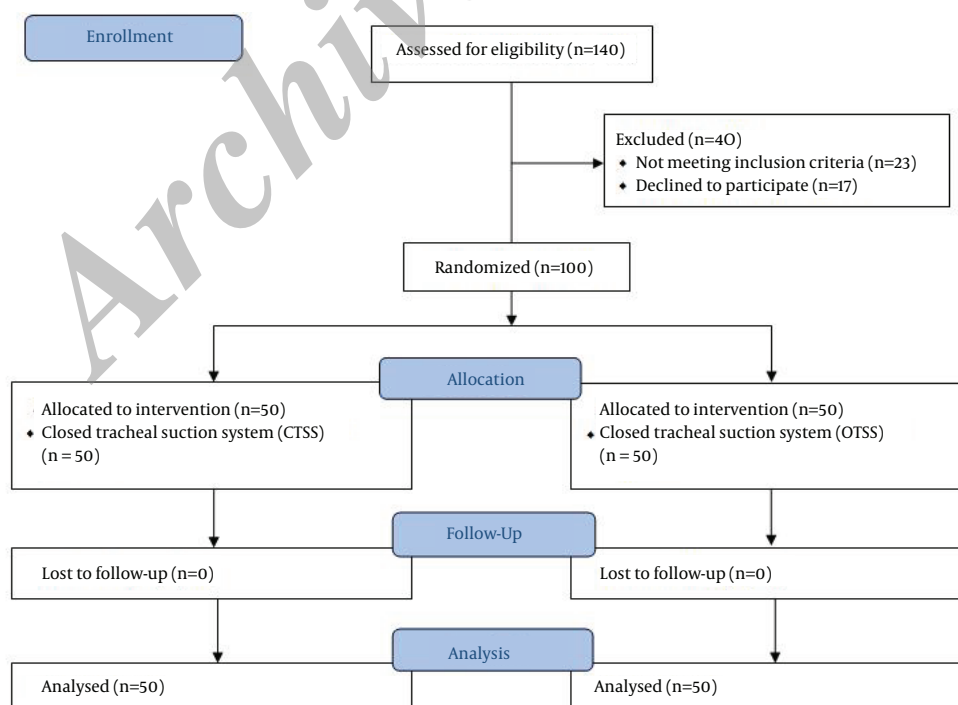 Enrollment
Assessed for eligibility (n=140)
Excluded (n=4O)
⬥ Not meeting inclusion criteria (n=23)
⬥ Declined to participate (n=17)
Randomized (n=100)
Allocation
Allocated to intervention (n=50)
⬥ Closed tracheal suction system (CTSS)
(n = 50)
Allocated to intervention (n=50)
⬥ Closed tracheal suction system (OTSS)
(n = 50)
Follow-Up
Lost to follow-up (n=0)
Lost to follow-up (n=0)
Analysis
Analysed (n=50)
Analysed (n=50)
Archiv